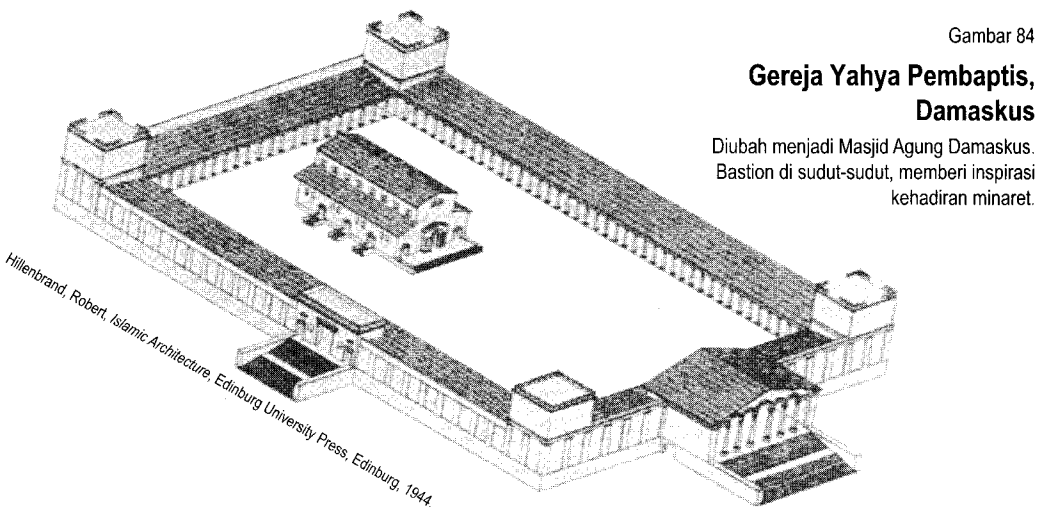 Gambar 84
Gereja Yahya Pembaptis,
Damaskus
Diubah menjadi Masjid Agung Damaskus.
Bastion di sudut-sudut, memberi inspirasi
kehadiran minaret.
Hillenbrand, Robert, Islamic Architecture, Edinburg University Press, Edinburg, 1944.